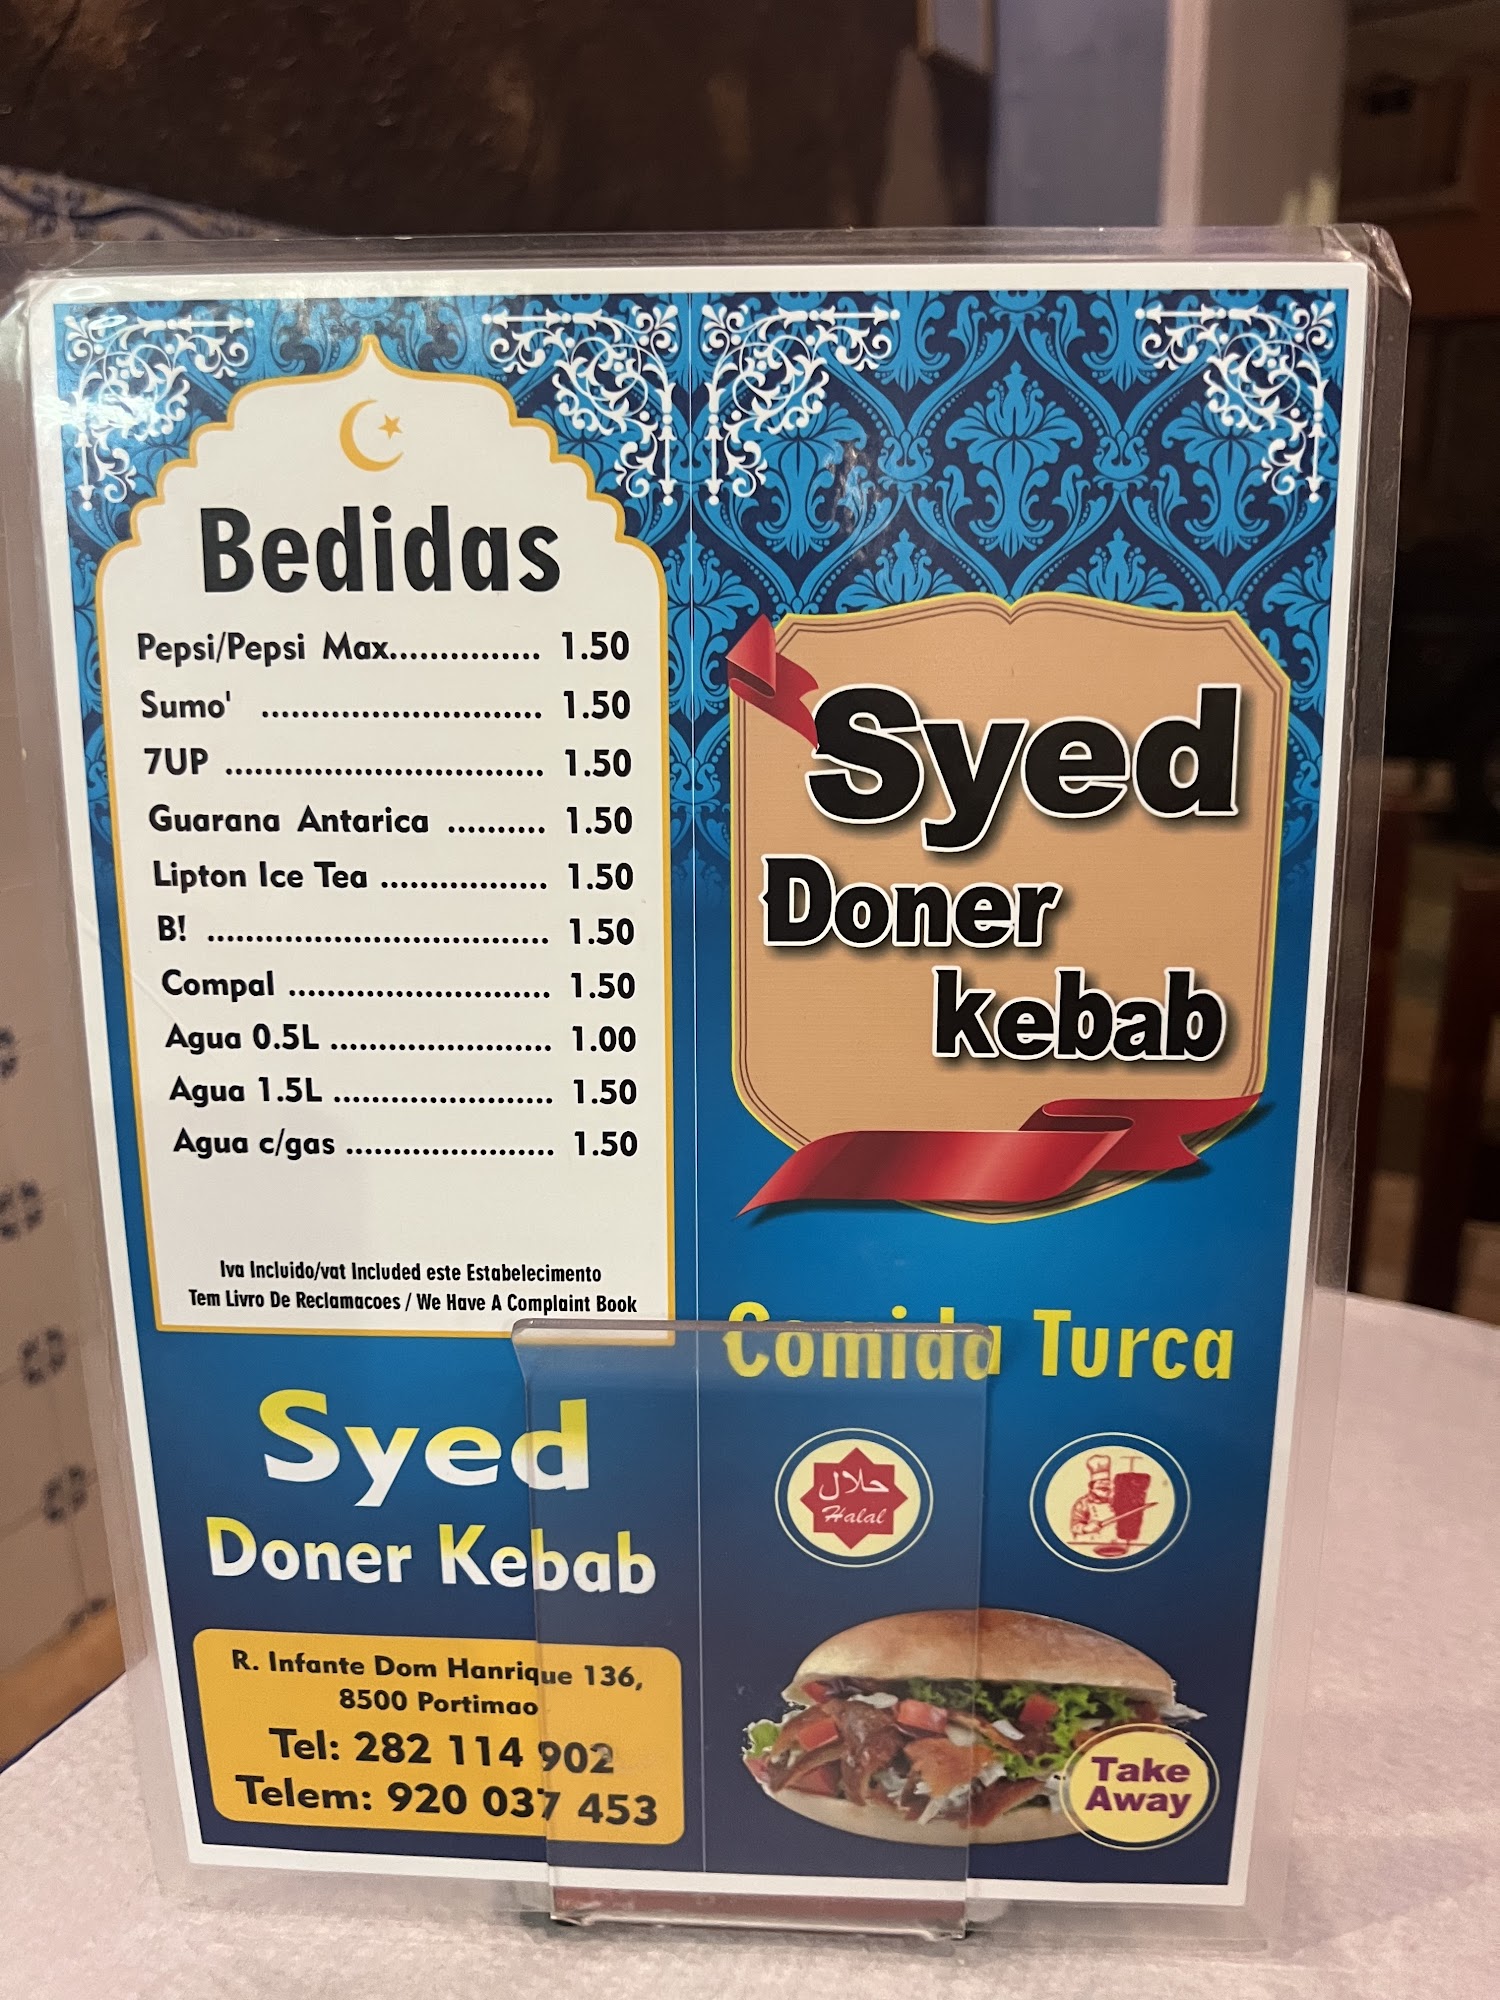 Bedidas
Pepsi/Pepsi Max............... 1.50
Sumo' ............................ 1.50
7UP ................................ 1.50
Guarana Antarica .......... 1.50
Lipton Ice Tea ................. 1.50
B! ................................... 1.50
Compal ........................... 1.50
Agua 0.5L ....................... 1.00
Agua 1.5L ....................... 1.50
Agua c/gas ...................... 1.50
Iva Incluido/vat Included este Estabelecimento
Tem Livro De Reclamacoes / We Have A Complaint Book
Syed
Doner Kebab
R. Infante Dom Hanrique 136,
8500 Portimao
Tel: 282 114 902
Telem: 920 037 453
Syed
Doner
kebab
Comida Turca
حلال
Halal
Take
Away